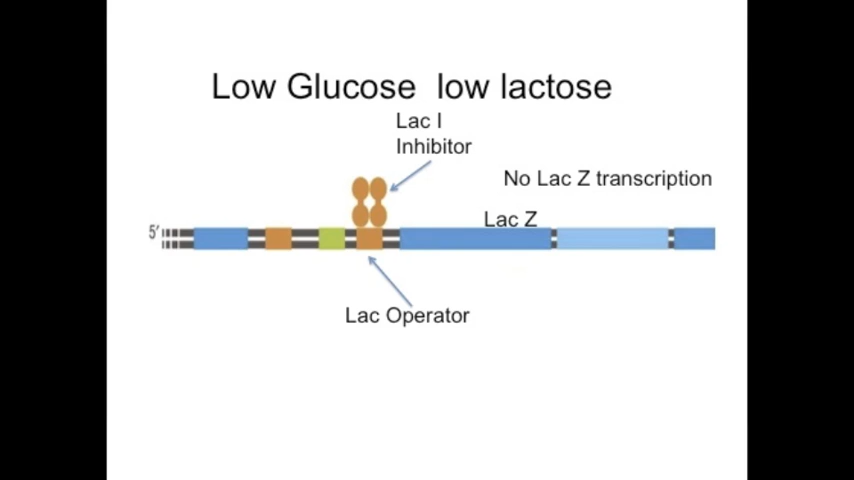 Low Glucose low lactose
Lac I
Inhibitor
No Lac Z transcription
Lac Z
5'
Lac Operator